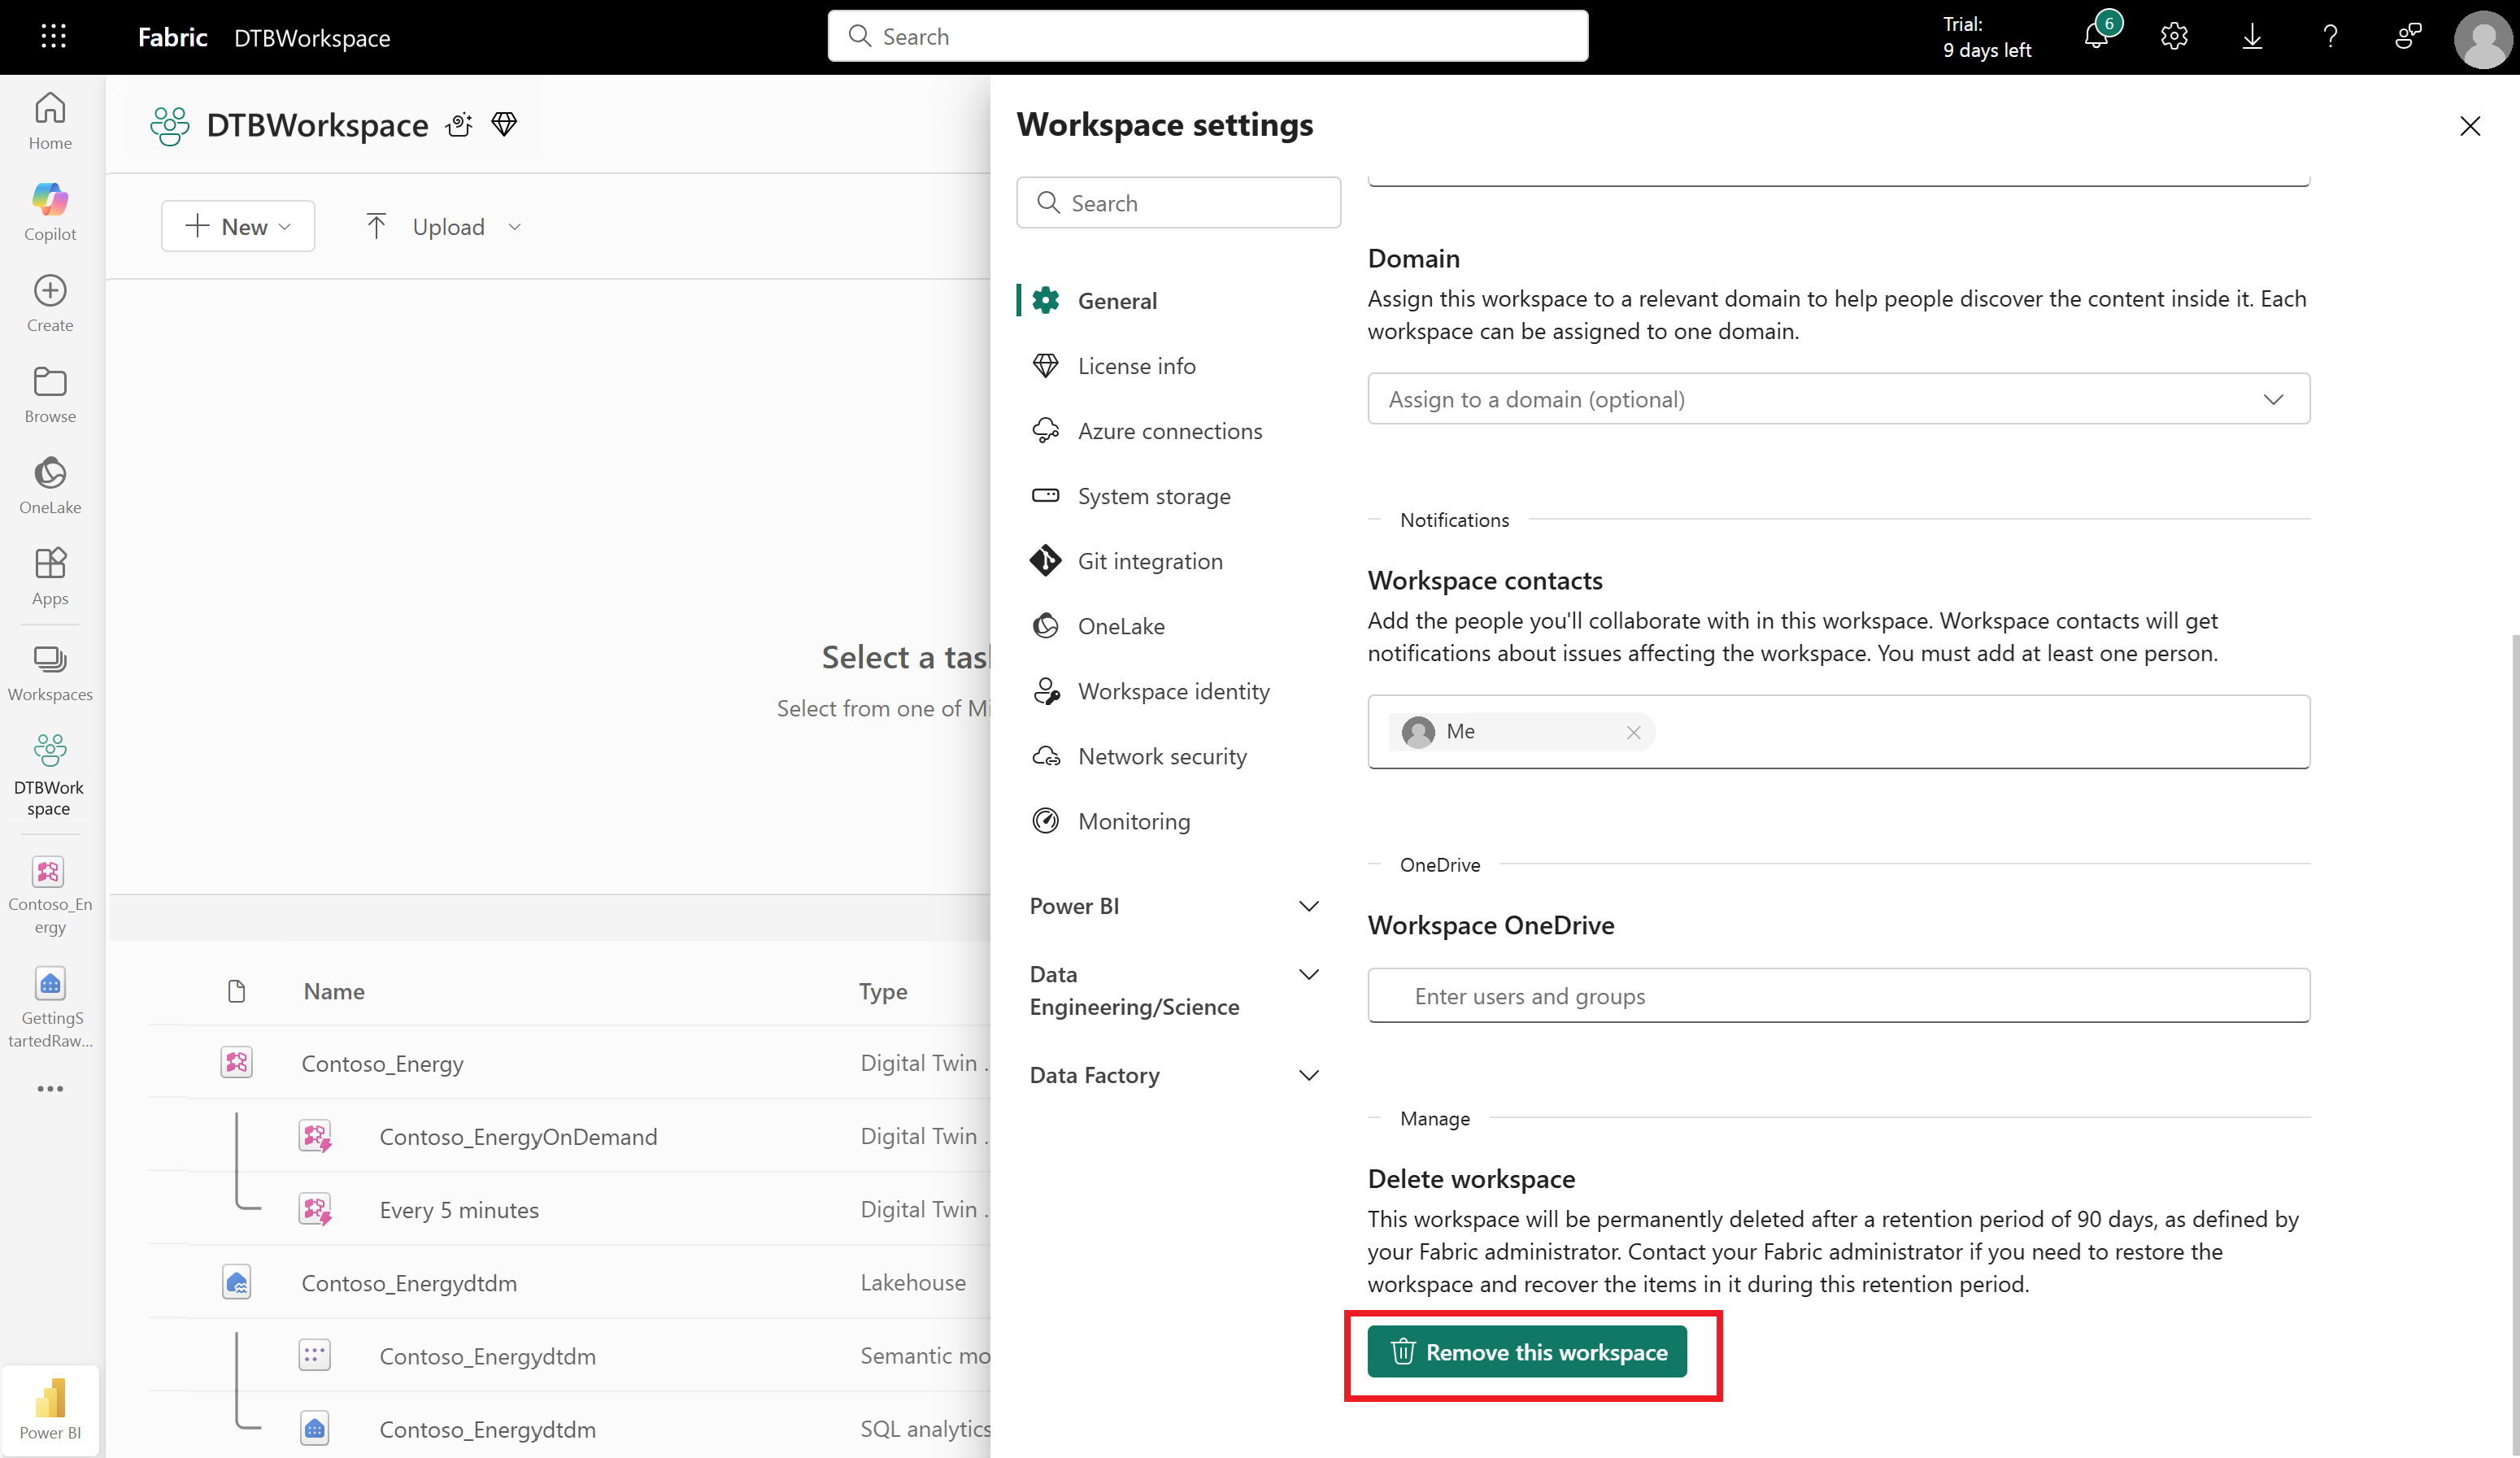 Fabric
DTBWorkspace
Search
Trial:
9 days left
6
Home
Copilot
Create
Browse
OneLake
Apps
Workspaces
DTBWork
space
Contoso_En
ergy
GettingS
tartedRaw...
Power BI
DTBWorkspace
New
Upload
Select a tas
Select from one of Mi
Name
Type
Contoso_Energy
Digital Twin ...
Contoso_EnergyOnDemand
Digital Twin ...
Every 5 minutes
Digital Twin ...
Contoso_Energydtdm
Lakehouse
Contoso_Energydtdm
Semantic mo
Contoso_Energydtdm
SQL analytics
Workspace settings
Search
General
License info
Azure connections
System storage
Git integration
OneLake
Workspace identity
Network security
Monitoring
Power BI
Data
Engineering/Science
Data Factory
Domain
Assign this workspace to a relevant domain to help people discover the content inside it. Each
workspace can be assigned to one domain.
Assign to a domain (optional)
Notifications
Workspace contacts
Add the people you'll collaborate with in this workspace. Workspace contacts will get
notifications about issues affecting the workspace. You must add at least one person.
Me
OneDrive
Workspace OneDrive
Enter users and groups
Manage
Delete workspace
This workspace will be permanently deleted after a retention period of 90 days, as defined by
your Fabric administrator. Contact your Fabric administrator if you need to restore the
workspace and recover the items in it during this retention period.
Remove this workspace